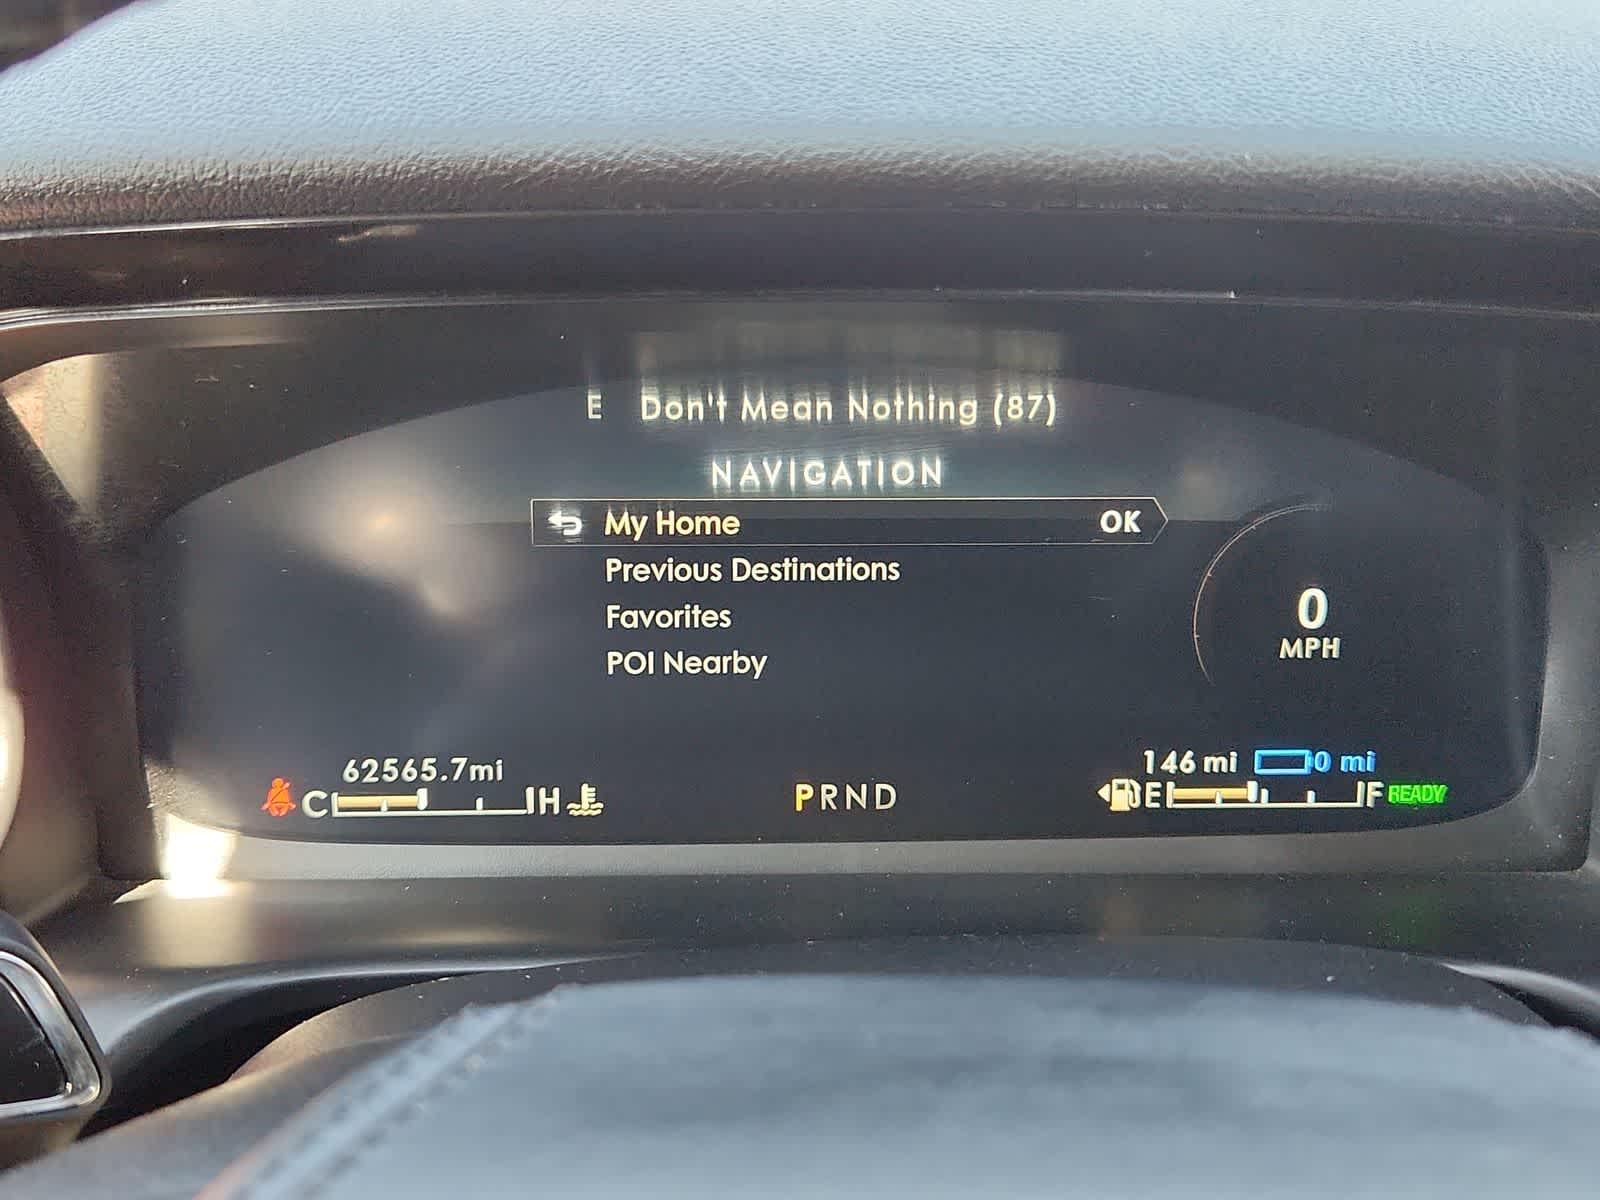 E Don't Mean Nothing (87)
NAVIGATION
My Home OK
Previous Destinations
Favorites
POI Nearby
0
MPH
62565.7mi
146 mi 0 mi
C H PRND E F READY